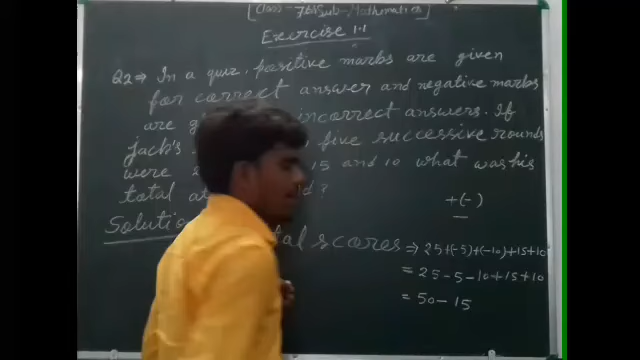 [Class - 7th Sub - Mathematics]
Exercise 1.1
Q2 ⇒ In a quiz, positive marks are given
for correct answer and negative marks
are incorrect answers. If
jack's five successive rounds
were 15 and 10 what was his
total at ?
+(-)
-
Solution scores ⇒ 25+(-5)+(-10)+15+10
= 25 - 5 - 10 + 15 + 10
= 50 - 15